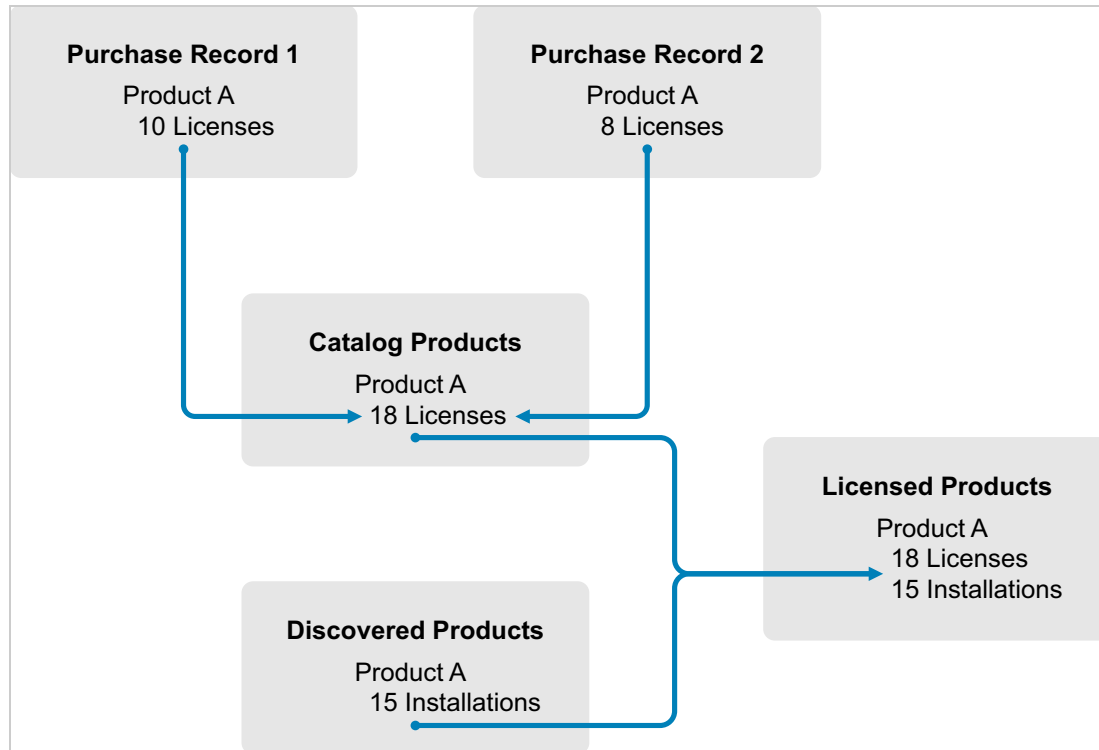 Purchase Record 1
Product A
10 Licenses
Purchase Record 2
Product A
8 Licenses
Catalog Products
Product A
18 Licenses
Licensed Products
Product A
18 Licenses
15 Installations
Discovered Products
Product A
15 Installations